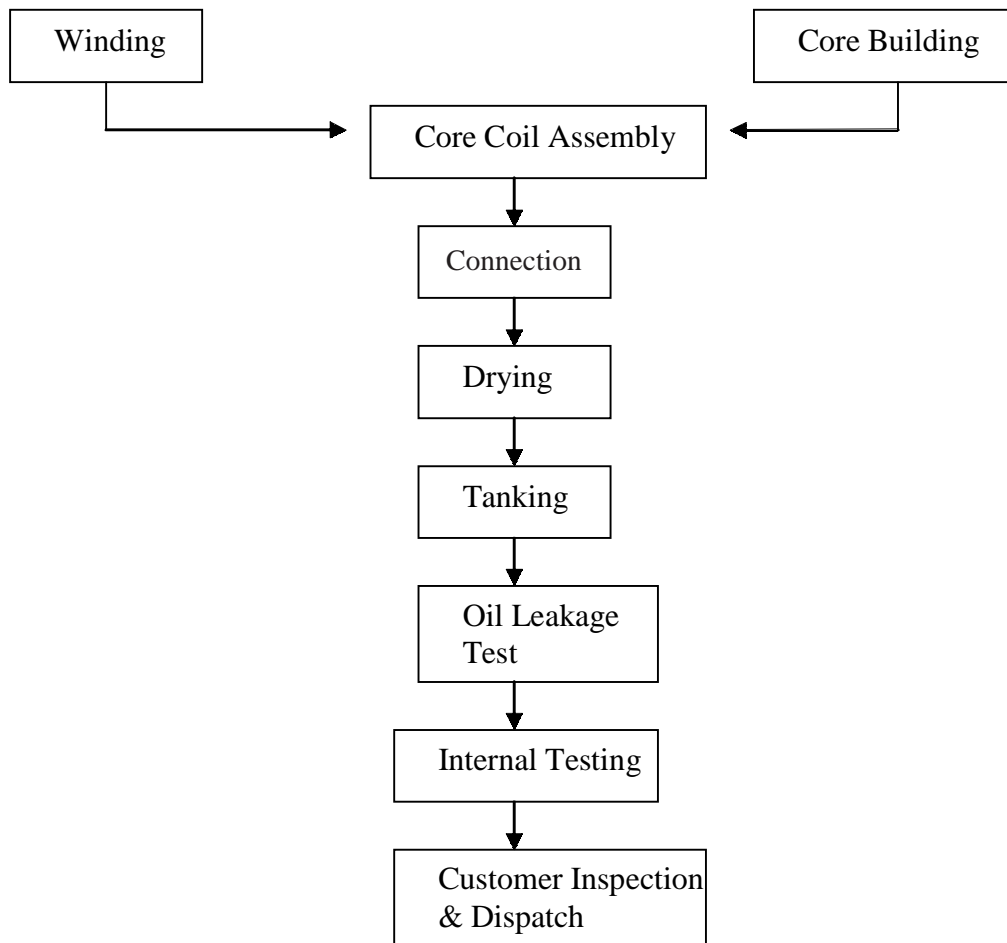 Winding
Core Building
Core Coil Assembly
Connection
Drying
Tanking
Oil Leakage
Test
Internal Testing
Customer Inspection
& Dispatch